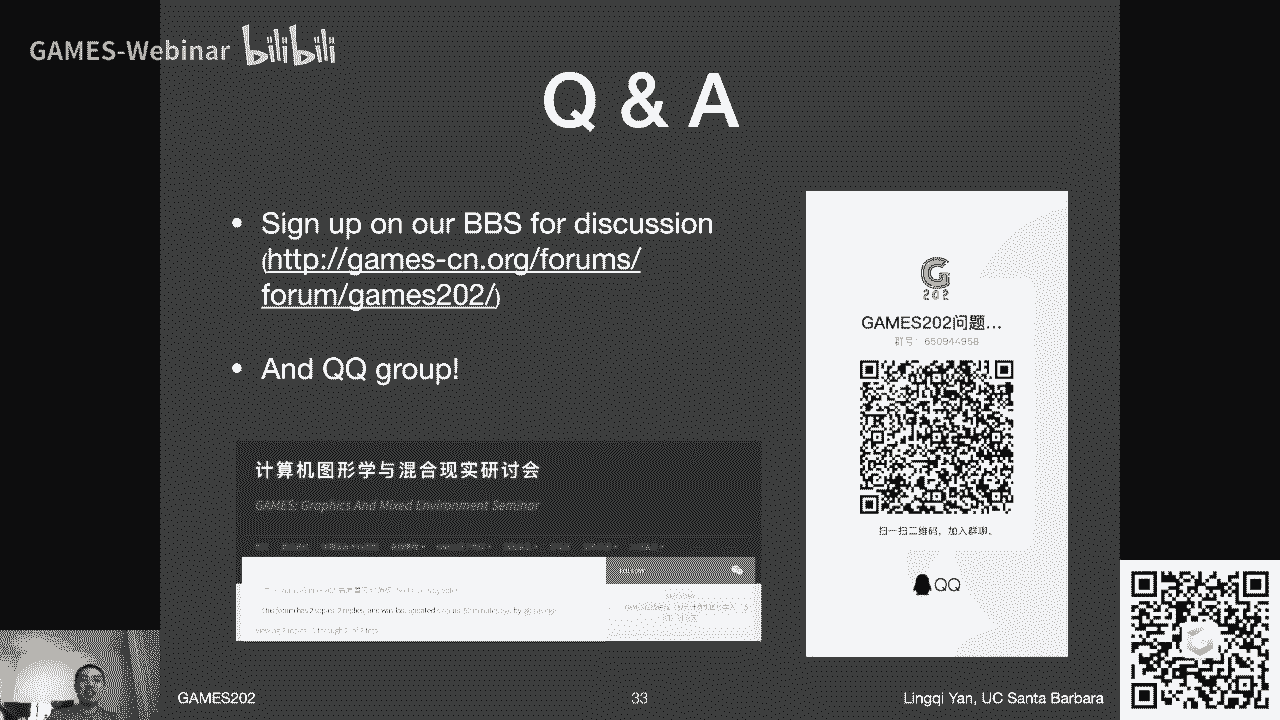 GAMES-Webinar bilibili
Q & A
• Sign up on our BBS for discussion
(http://games-cn.org/forums/
forum/games202/)
• And QQ group!
G
202
GAMES202问题...
群号: 650944958
扫一扫二维码，加入群聊。
QQ
计算机图形学与混合现实研讨会
GAMES: Graphics And Mixed Environment Seminar
GAMES202
33
Lingqi Yan, UC Santa Barbara